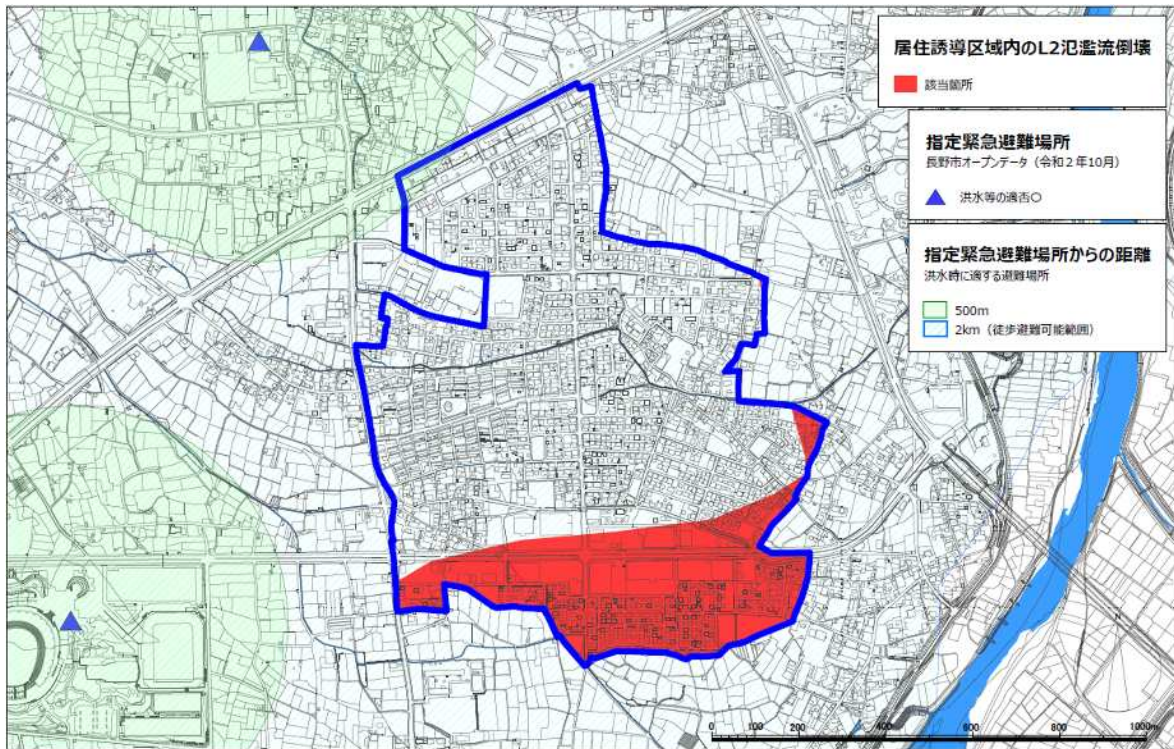 居住誘導区域内のL2氾濫流倒壊
該当箇所
指定緊急避難場所
長野市オープンデータ（令和２年10月）
洪水等の適否〇
指定緊急避難場所からの距離
洪水時に適する避難場所
500m
2km（徒歩避難可能範囲）
0 100 200 400 600 800 1000m